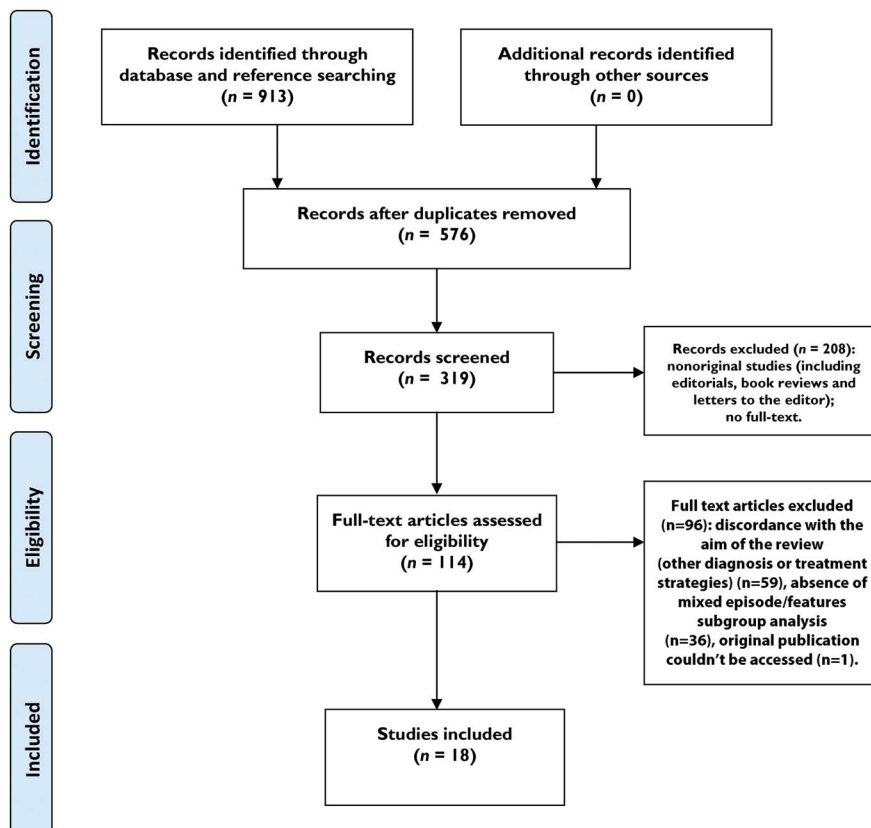 Identification
Records identified through
database and reference searching
(n = 913)
Additional records identified
through other sources
(n = 0)
Records after duplicates removed
(n = 576)
Screening
Records screened
(n = 319)
Records excluded (n = 208):
nonoriginal studies (including
editorials, book reviews and
letters to the editor);
no full-text.
Eligibility
Full-text articles assessed
for eligibility
(n = 114)
Full text articles excluded
(n=96): discordance with the
aim of the review
(other diagnosis or treatment
strategies) (n=59), absence of
mixed episode/features
subgroup analysis
(n=36), original publication
couldn't be accessed (n=1).
Included
Studies included
(n = 18)